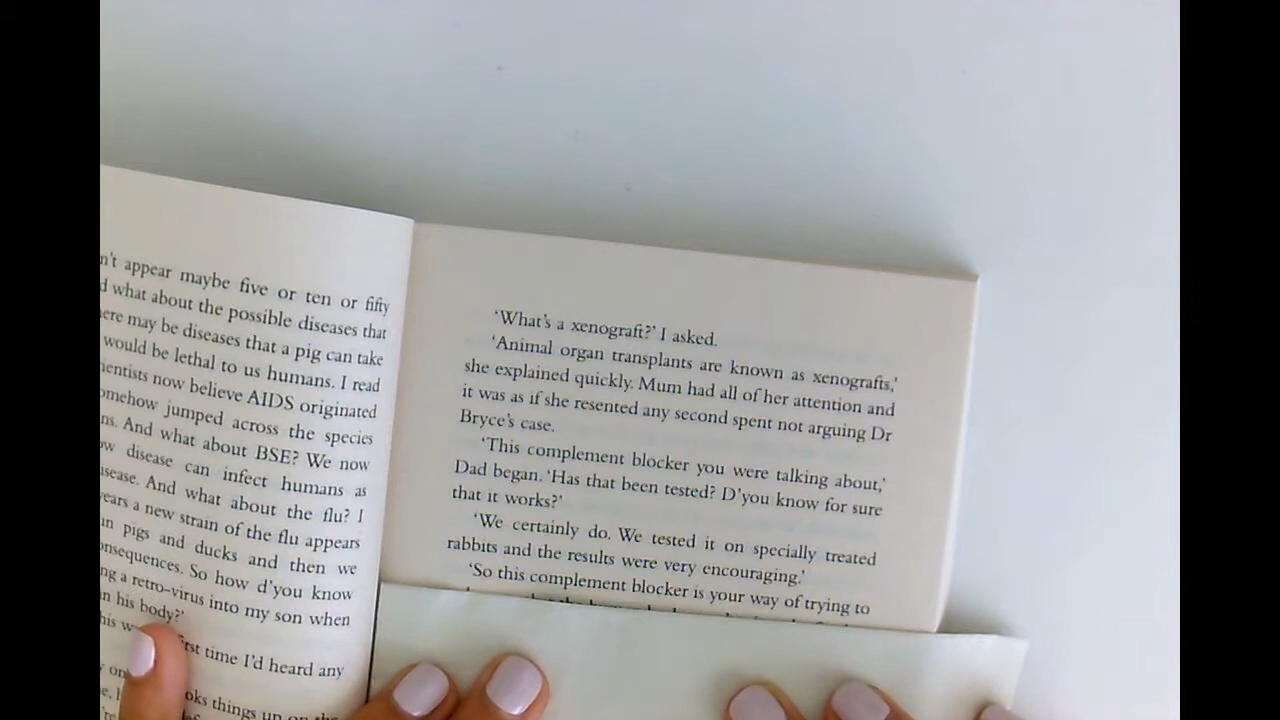 n't appear maybe five or ten or fifty
d what about the possible diseases that
ere may be diseases that a pig can take
would be lethal to us humans. I read
entists now believe AIDS originated
omehow jumped across the species
ns. And what about BSE? We now
ow disease can infect humans as
isease. And what about the flu? I
years a new strain of the flu appears
in pigs and ducks and then we
onsequences. So how d'you know
ng a retro-virus into my son when
n his body?'
his first time I'd heard any
ooks things up on the
‘What's a xenograft?’ I asked.
‘Animal organ transplants are known as xenografts,’
she explained quickly. Mum had all of her attention and
it was as if she resented any second spent not arguing Dr
Bryce's case.
‘This complement blocker you were talking about,’
Dad began. ‘Has that been tested? D'you know for sure
that it works?’
‘We certainly do. We tested it on specially treated
rabbits and the results were very encouraging.’
‘So this complement blocker is your way of trying to